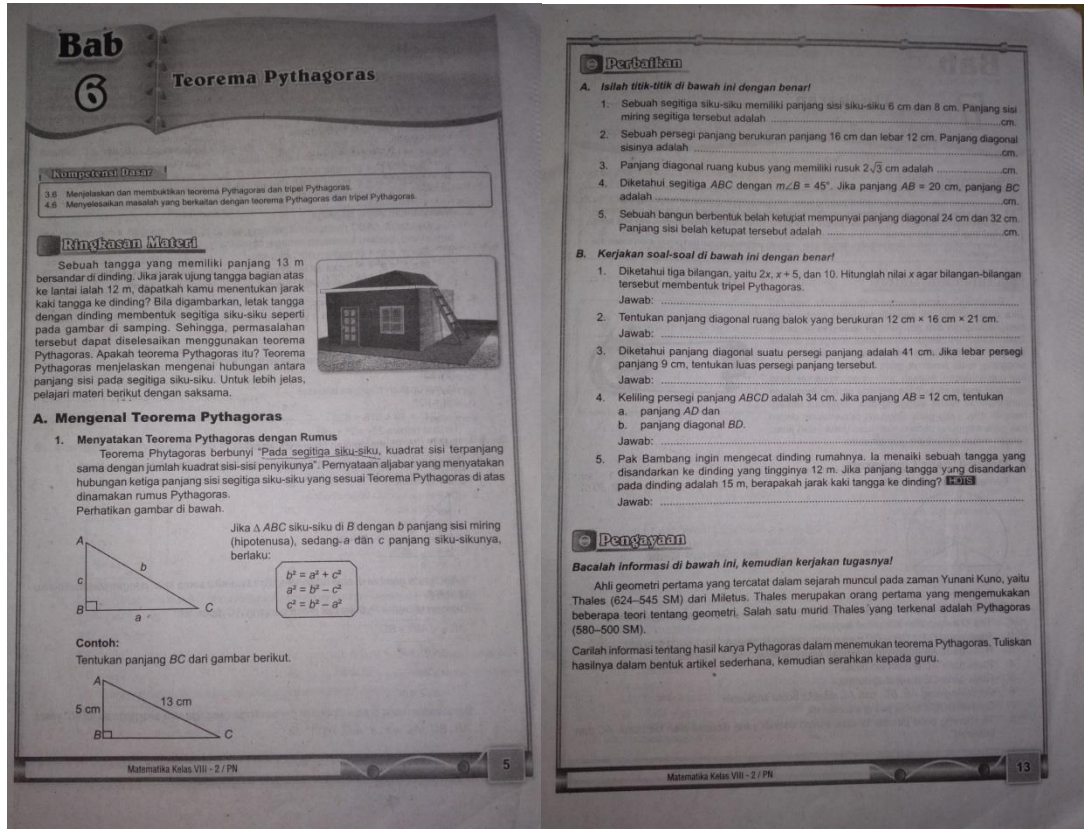 Bab
6
Teorema Pythagoras
Kompetensi Dasar
3.6 Menjelaskan dan membuktikan teorema Pythagoras dan tripel Pythagoras.
4.6 Menyelesaikan masalah yang berkaitan dengan teorema Pythagoras dan tripel Pythagoras.
Ringkasan Materi
Sebuah tangga yang memiliki panjang 13 m
bersandar di dinding. Jika jarak ujung tangga bagian atas
ke lantai ialah 12 m, dapatkah kamu menentukan jarak
kaki tangga ke dinding? Bila digambarkan, letak tangga
dengan dinding membentuk segitiga siku-siku seperti
pada gambar di samping. Sehingga, permasalahan
tersebut dapat diselesaikan menggunakan teorema
Pythagoras. Apakah teorema Pythagoras itu? Teorema
Pythagoras menjelaskan mengenai hubungan antara
panjang sisi pada segitiga siku-siku. Untuk lebih jelas,
pelajari materi berikut dengan saksama.
A. Mengenal Teorema Pythagoras
1. Menyatakan Teorema Pythagoras dengan Rumus
Teorema Phytagoras berbunyi "Pada segitiga siku-siku, kuadrat sisi terpanjang
sama dengan jumlah kuadrat sisi-sisi penyikunya". Pernyataan aljabar yang menyatakan
hubungan ketiga panjang sisi segitiga siku-siku yang sesuai Teorema Pythagoras di atas
dinamakan rumus Pythagoras.
Perhatikan gambar di bawah.
A
b
c
B
a
C
Jika Δ ABC siku-siku di B dengan b panjang sisi miring
(hipotenusa), sedang a dan c panjang siku-sikunya,
berlaku:
b² = a² + c²
a² = b² – c²
c² = b² – a²
Contoh:
Tentukan panjang BC dari gambar berikut.
A
13 cm
5 cm
B
C
Matematika Kelas VIII - 2 / PN
5
Perbaikan
A. Isilah titik-titik di bawah ini dengan benar!
1. Sebuah segitiga siku-siku memiliki panjang sisi siku-siku 6 cm dan 8 cm. Panjang sisi
miring segitiga tersebut adalah ........ cm.
2. Sebuah persegi panjang berukuran panjang 16 cm dan lebar 12 cm. Panjang diagonal
sisinya adalah ........ cm.
3. Panjang diagonal ruang kubus yang memiliki rusuk 2√3 cm adalah ........ cm.
4. Diketahui segitiga ABC dengan m∠B = 45°. Jika panjang AB = 20 cm, panjang BC
adalah ........ cm.
5. Sebuah bangun berbentuk belah ketupat mempunyai panjang diagonal 24 cm dan 32 cm.
Panjang sisi belah ketupat tersebut adalah ........ cm.
B. Kerjakan soal-soal di bawah ini dengan benar!
1. Diketahui tiga bilangan, yaitu 2x, x + 5, dan 10. Hitunglah nilai x agar bilangan-bilangan
tersebut membentuk tripel Pythagoras.
Jawab: ........
2. Tentukan panjang diagonal ruang balok yang berukuran 12 cm × 16 cm × 21 cm.
Jawab: ........
3. Diketahui panjang diagonal suatu persegi panjang adalah 41 cm. Jika lebar persegi
panjang 9 cm, tentukan luas persegi panjang tersebut.
Jawab: ........
4. Keliling persegi panjang ABCD adalah 34 cm. Jika panjang AB = 12 cm, tentukan
a. panjang AD dan
b. panjang diagonal BD.
Jawab: ........
5. Pak Bambang ingin mengecat dinding rumahnya. Ia menaiki sebuah tangga yang
disandarkan ke dinding yang tingginya 12 m. Jika panjang tangga yang disandarkan
pada dinding adalah 15 m, berapakah jarak kaki tangga ke dinding? HOTS
Jawab: ........
Pengayaan
Bacalah informasi di bawah ini, kemudian kerjakan tugasnya!
Ahli geometri pertama yang tercatat dalam sejarah muncul pada zaman Yunani Kuno, yaitu
Thales (624–545 SM) dari Miletus. Thales merupakan orang pertama yang mengemukakan
beberapa teori tentang geometri. Salah satu murid Thales yang terkenal adalah Pythagoras
(580–500 SM).
Carilah informasi tentang hasil karya Pythagoras dalam menemukan teorema Pythagoras. Tuliskan
hasilnya dalam bentuk artikel sederhana, kemudian serahkan kepada guru.
Matematika Kelas VIII - 2 / PN
13